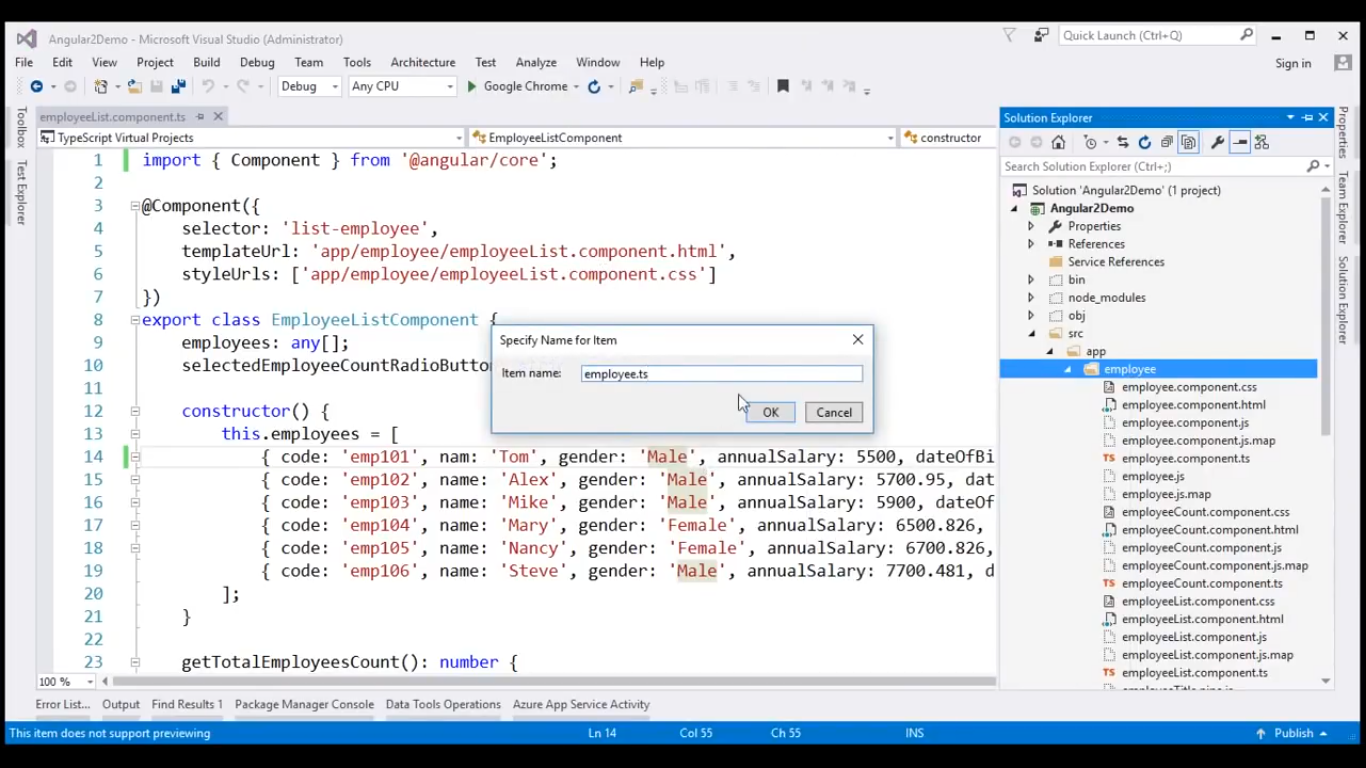 Angular2Demo - Microsoft Visual Studio (Administrator)
Quick Launch (Ctrl+Q)
File Edit View Project Build Debug Team Tools Architecture Test Analyze Window Help
Sign in
Debug Any CPU Google Chrome
Toolbox
Test Explorer
employeeList.component.ts
TypeScript Virtual Projects EmployeeListComponent constructor
1 import { Component } from '@angular/core';
2
3 @Component({
4 selector: 'list-employee',
5 templateUrl: 'app/employee/employeeList.component.html',
6 styleUrls: ['app/employee/employeeList.component.css']
7 })
8 export class EmployeeListComponent {
9 employees: any[];
10 selectedEmployeeCountRadioButto
11
12 constructor() {
13 this.employees = [
14 { code: 'emp101', nam: 'Tom', gender: 'Male', annualSalary: 5500, dateOfBi
15 { code: 'emp102', name: 'Alex', gender: 'Male', annualSalary: 5700.95, dat
16 { code: 'emp103', name: 'Mike', gender: 'Male', annualSalary: 5900, dateOf
17 { code: 'emp104', name: 'Mary', gender: 'Female', annualSalary: 6500.826,
18 { code: 'emp105', name: 'Nancy', gender: 'Female', annualSalary: 6700.826,
19 { code: 'emp106', name: 'Steve', gender: 'Male', annualSalary: 7700.481, d
20 ];
21 }
22
23 getTotalEmployeesCount(): number {
100 %
Specify Name for Item
Item name: employee.ts
OK Cancel
Solution Explorer
Search Solution Explorer (Ctrl+;)
Solution 'Angular2Demo' (1 project)
Angular2Demo
Properties
References
Service References
bin
node_modules
obj
src
app
employee
employee.component.css
employee.component.html
employee.component.js
employee.component.js.map
employee.component.ts
employee.js
employee.js.map
employeeCount.component.css
employeeCount.component.html
employeeCount.component.js
employeeCount.component.js.map
employeeCount.component.ts
employeeList.component.css
employeeList.component.html
employeeList.component.js
employeeList.component.js.map
employeeList.component.ts
Properties
Team Explorer
Solution Explorer
Error List... Output Find Results 1 Package Manager Console Data Tools Operations Azure App Service Activity
This item does not support previewing Ln 14 Col 55 Ch 55 INS Publish